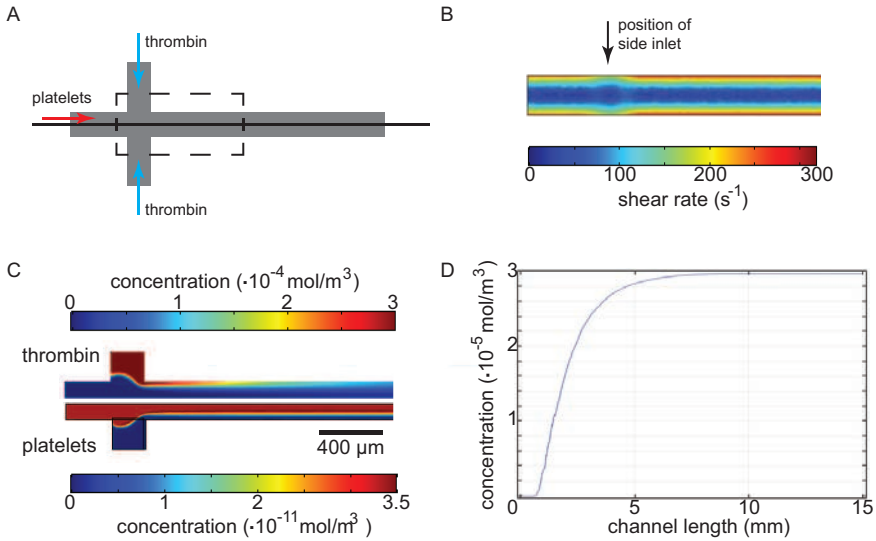 A
thrombin
platelets
thrombin
B
position of
side inlet
0 100 200 300
shear rate (s⁻¹)
C
concentration (·10⁻⁴ mol/m³)
0 1 2 3
thrombin
platelets
400 µm
0 1 2 3.5
concentration (·10⁻¹¹mol/m³ )
D
concentration (·10⁻⁵ mol/m³)
3
2
1
0
0 5 10 15
channel length (mm)